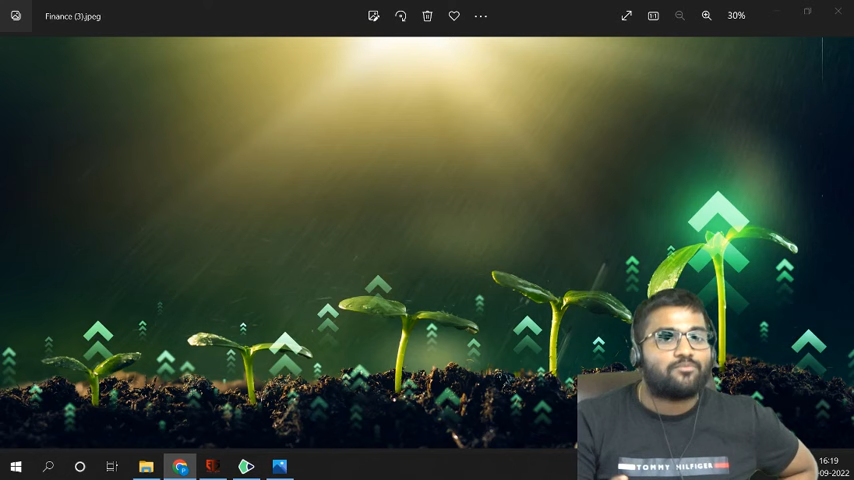 Finance (3).jpeg
30%
TOMMY HILFIGER
16:19
-09-2022